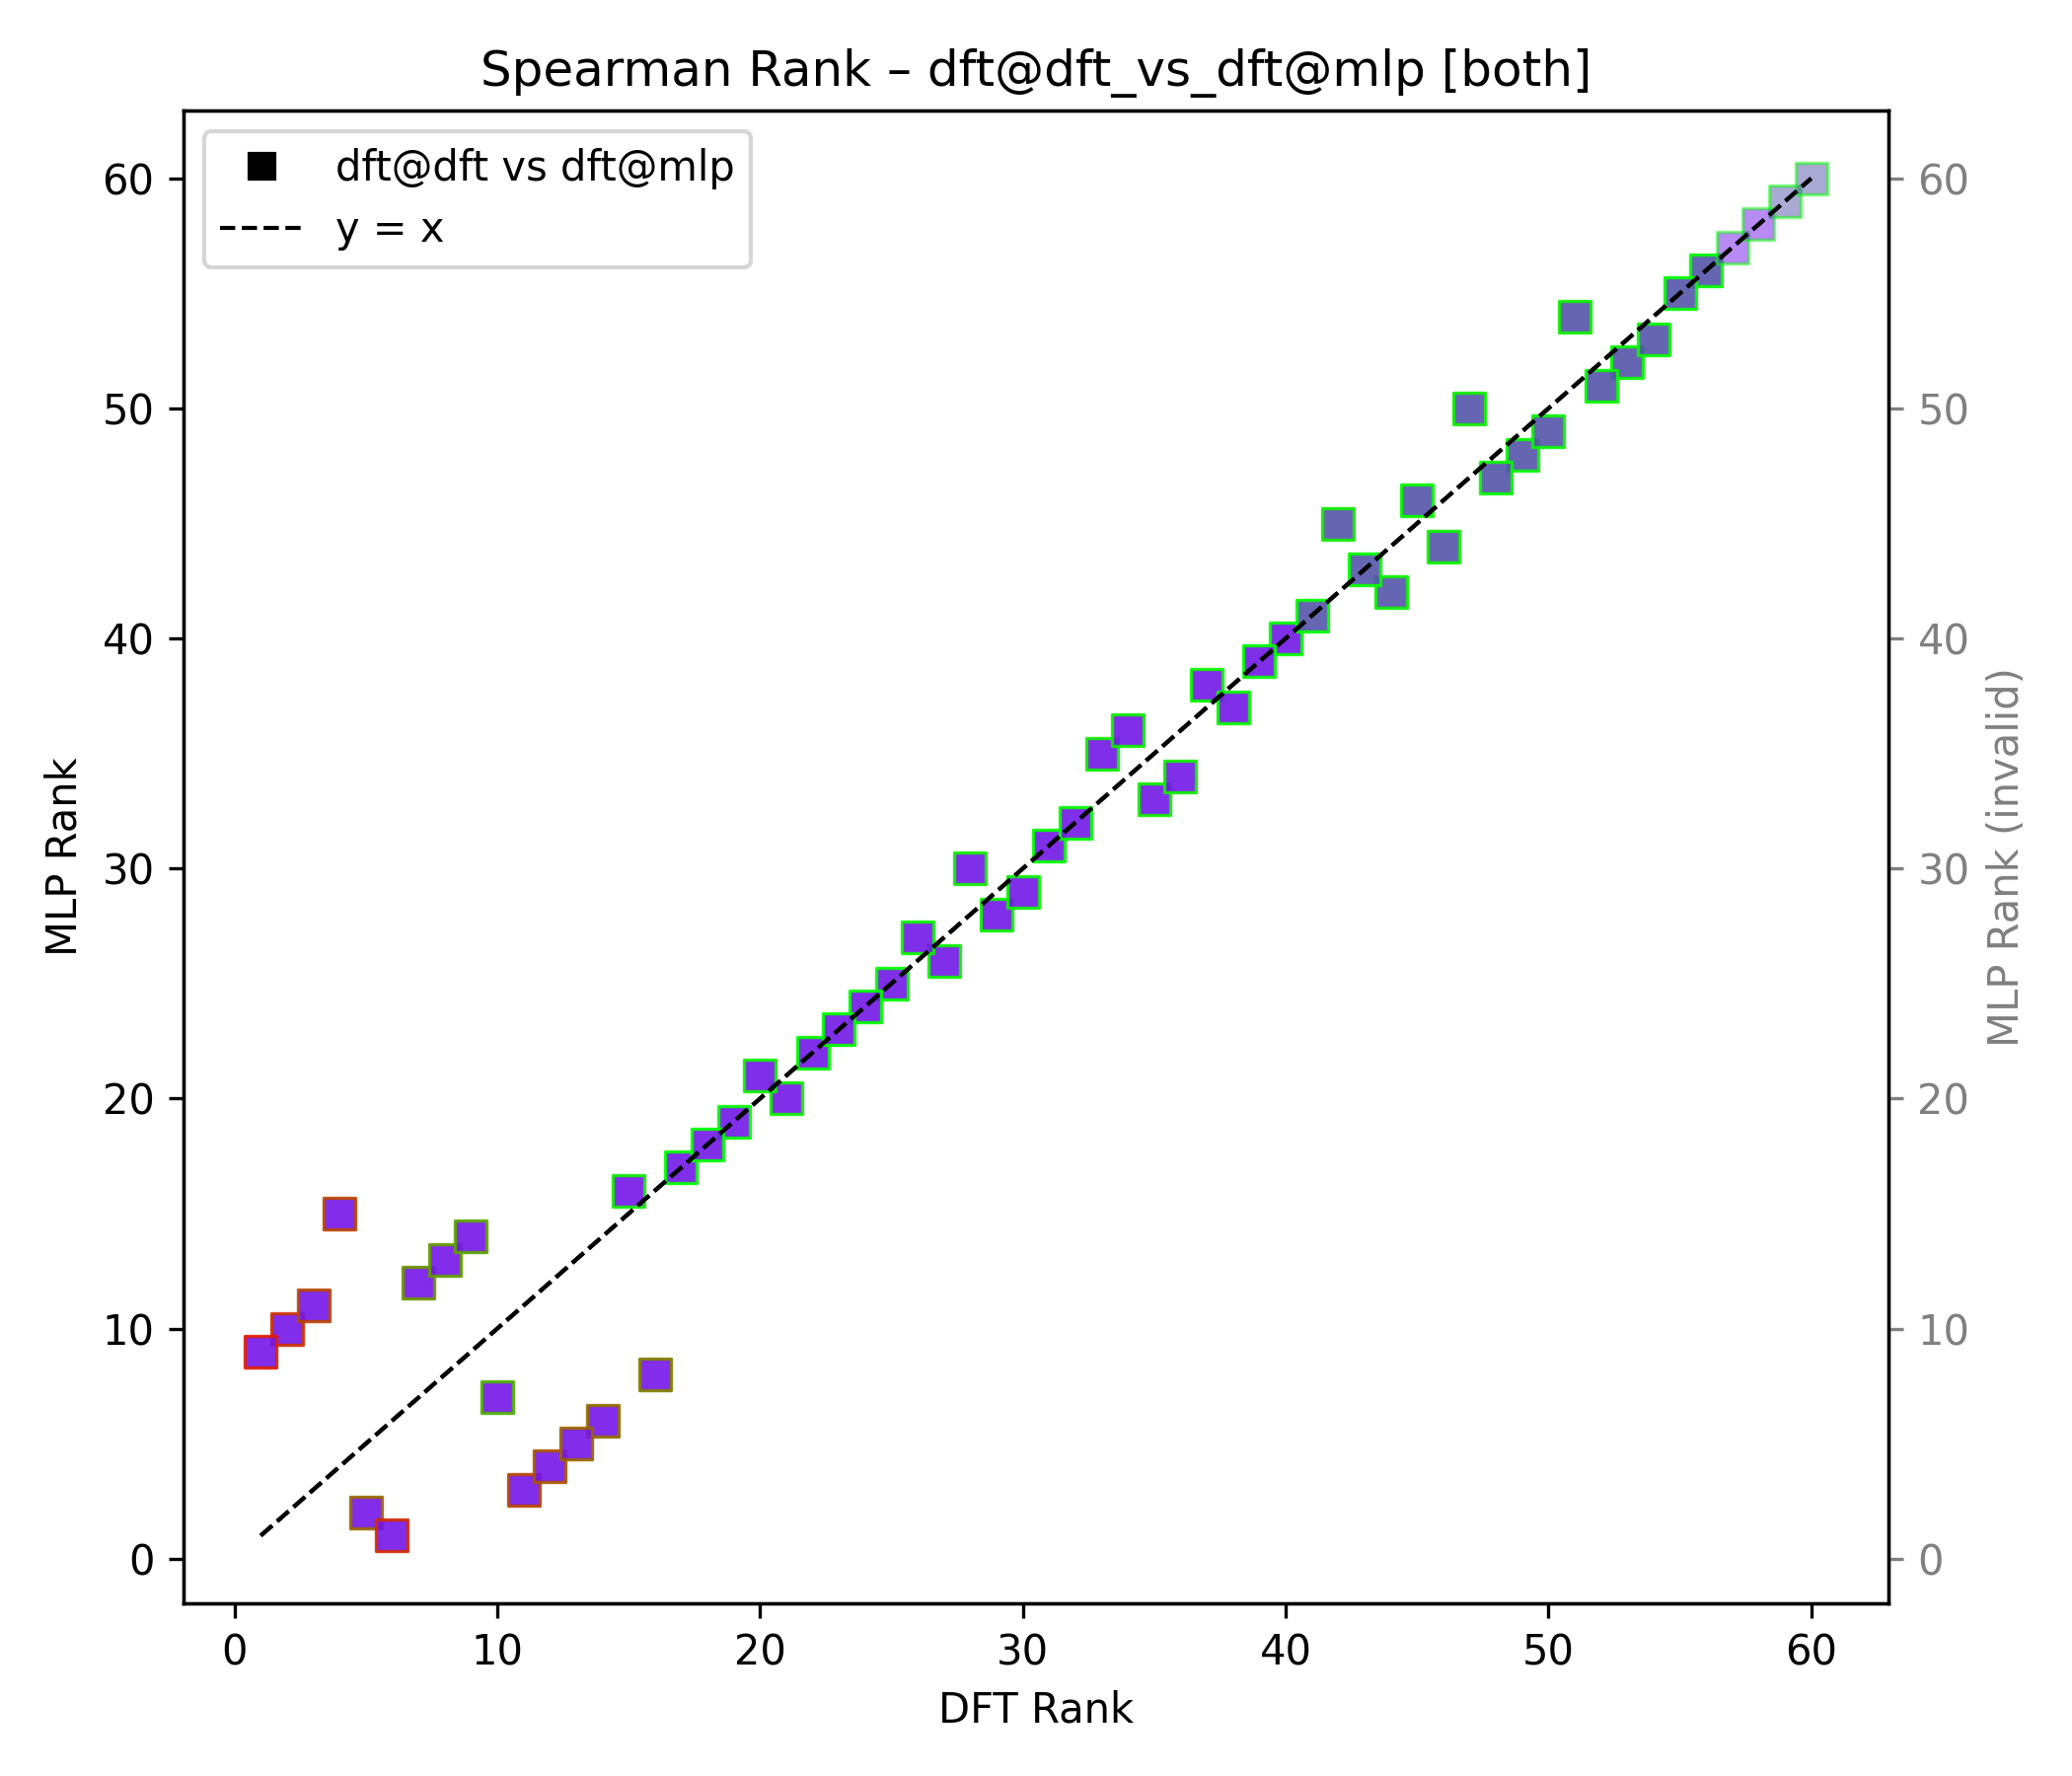 Spearman Rank – dft@dft_vs_dft@mlp [both]
dft@dft vs dft@mlp
y = x
60
50
40
30
20
10
0
MLP Rank
60
50
40
30
20
10
0
MLP Rank (invalid)
0 10 20 30 40 50 60
DFT Rank